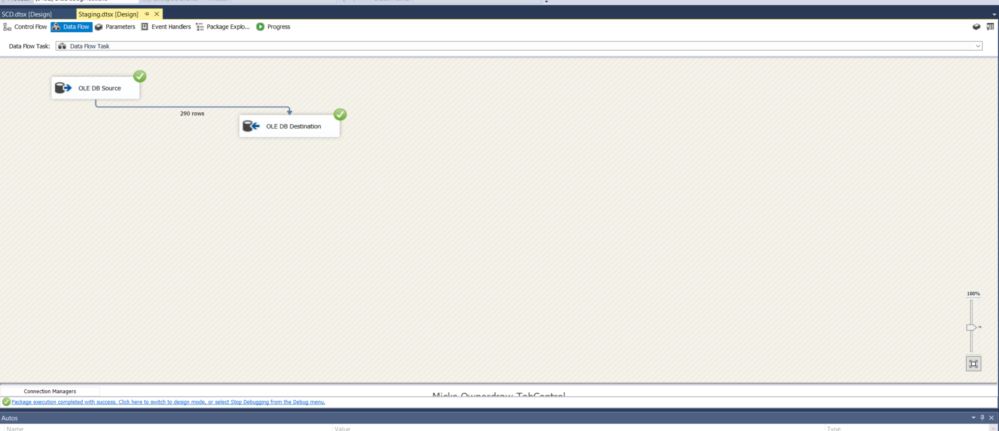 SCD.dtsx [Design]
Staging.dtsx [Design]
Control Flow
Data Flow
Parameters
Event Handlers
Package Explo...
Progress
Data Flow Task:
Data Flow Task
OLE DB Source
290 rows
OLE DB Destination
100%
Connection Managers
Micks Ownerdraw TabControl
Package execution completed with success. Click here to switch to design mode, or select Stop Debugging from the Debug menu.
Autos
Name
Value
Type